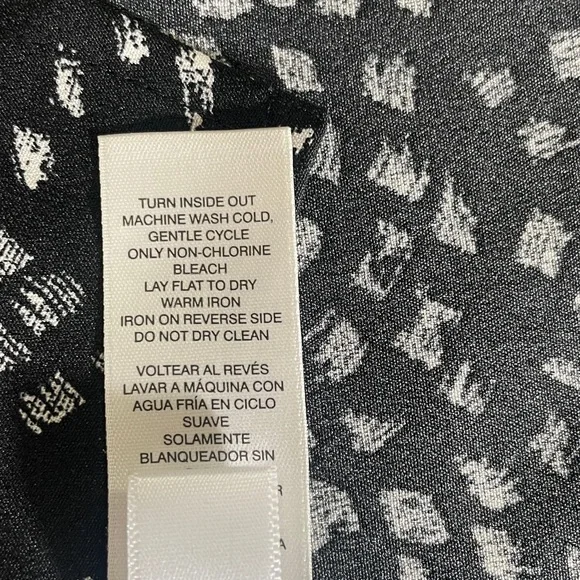 TURN INSIDE OUT
MACHINE WASH COLD,
GENTLE CYCLE
ONLY NON-CHLORINE
BLEACH
LAY FLAT TO DRY
WARM IRON
IRON ON REVERSE SIDE
DO NOT DRY CLEAN
VOLTEAR AL REVÉS
LAVAR A MÁQUINA CON
AGUA FRÍA EN CICLO
SUAVE
SOLAMENTE
BLANQUEADOR SIN